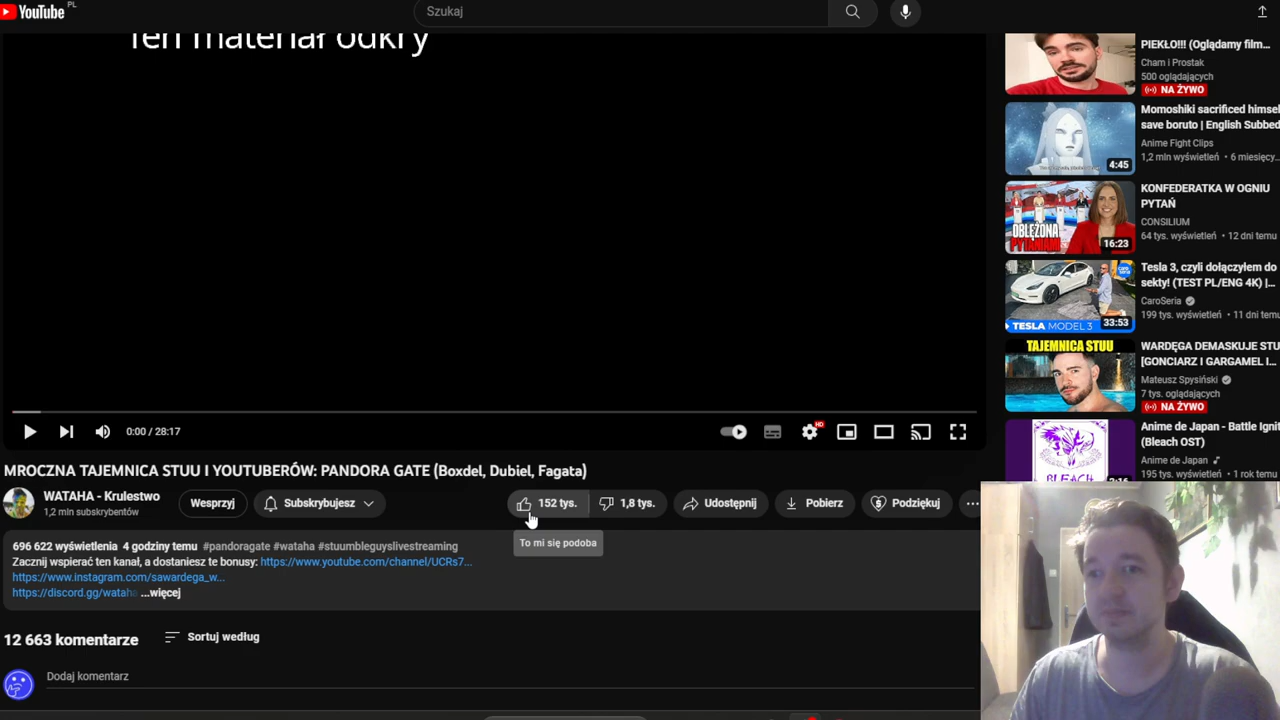 YouTube PL
Szukaj
Ten materiał odkry
PIEKŁO!!! (Oglądamy film...
Cham i Prostak
500 oglądających
NA ŻYWO
Momoshiki sacrificed himsel
save boruto | English Subbed
Anime Fight Clips
1,2 mln wyświetleń • 6 miesięcy...
4:45
KONFEDERATKA W OGNIU
PYTAŃ
CONSILIUM
64 tys. wyświetleń • 12 dni temu
OBLĘŻONA
PYTANIAMI
16:23
Tesla 3, czyli dołączyłem do
sekty! (TEST PL/ENG 4K) |...
CaroSeria
199 tys. wyświetleń • 11 dni temu
TESLA MODEL 3
33:53
TAJEMNICA STUU
WARDĘGA DEMASKUJE STU
[GONCIARZ I GARGAMEL I...
Mateusz Spysiński
7 tys. oglądających
NA ŻYWO
Anime de Japan - Battle Ignit
(Bleach OST)
Anime de Japan
195 tys. wyświetleń • 1 rok temu
BLEACH
0:00 / 28:17
HD
MROCZNA TAJEMNICA STUU I YOUTUBERÓW: PANDORA GATE (Boxdel, Dubiel, Fagata)
WATAHA - Krulestwo
1,2 mln subskrybentów
Wesprzyj
Subskrybujesz
152 tys.
1,8 tys.
Udostępnij
Pobierz
Podziękuj
To mi się podoba
696 622 wyświetlenia 4 godziny temu #pandoragate #wataha #stuumbleguyslivestreaming
Zacznij wspierać ten kanał, a dostaniesz te bonusy: https://www.youtube.com/channel/UCRs7...
https://www.instagram.com/sawardega_w...
https://discord.gg/wataha ...więcej
12 663 komentarze
Sortuj według
Dodaj komentarz